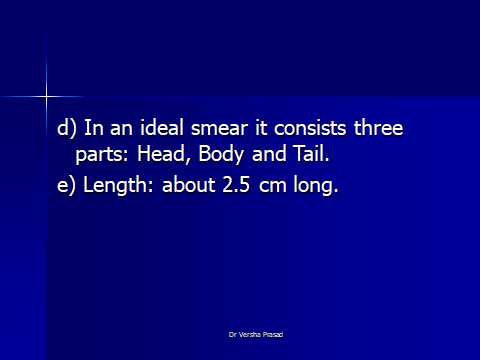 d) In an ideal smear it consists three
parts: Head, Body and Tail.
e) Length: about 2.5 cm long.
Dr Versha Prasad